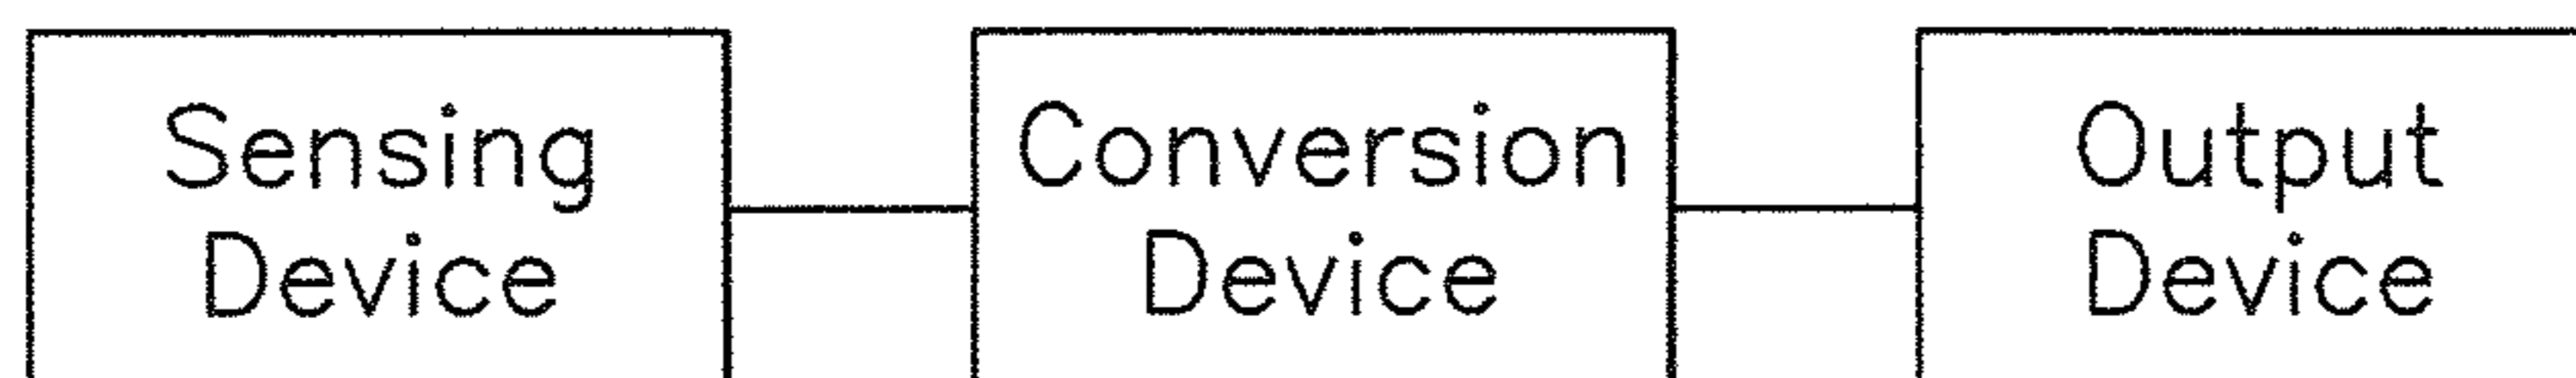 Sensing
Device
Conversion
Device
Output
Device